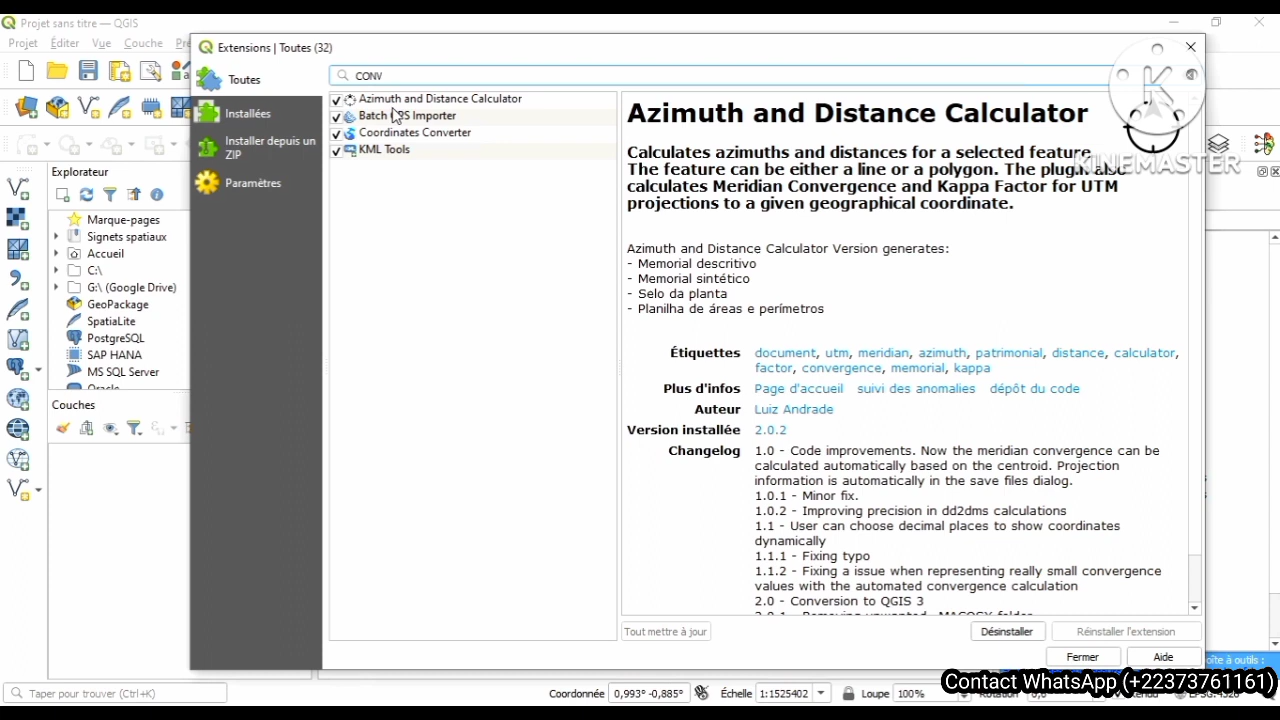 Projet sans titre — QGIS
Projet Éditer Vue Couche
Extensions | Toutes (32)
Toutes
CONV
Installées
Installer depuis un
ZIP
Paramètres
Azimuth and Distance Calculator
Batch GPS Importer
Coordinates Converter
KML Tools
Azimuth and Distance Calculator
Calculates azimuths and distances for a selected feature.
The feature can be either a line or a polygon. The plugin also
calculates Meridian Convergence and Kappa Factor for UTM
projections to a given geographical coordinate.
Azimuth and Distance Calculator Version generates:
- Memorial descritivo
- Memorial sintético
- Selo da planta
- Planilha de áreas e perímetros
Étiquettes document, utm, meridian, azimuth, patrimonial, distance, calculator,
factor, convergence, memorial, kappa
Plus d'infos Page d'accueil suivi des anomalies dépôt du code
Auteur Luiz Andrade
Version installée 2.0.2
Changelog 1.0 - Code improvements. Now the meridian convergence can be
calculated automatically based on the centroid. Projection
information is automatically in the save files dialog.
1.0.1 - Minor fix.
1.0.2 - Improving precision in dd2dms calculations
1.1 - User can choose decimal places to show coordinates
dynamically
1.1.1 - Fixing typo
1.1.2 - Fixing a issue when representing really small convergence
values with the automated convergence calculation
2.0 - Conversion to QGIS 3
Tout mettre à jour
Désinstaller
Réinstaller l'extension
Fermer
Aide
K
KINEMASTER
Explorateur
Marque-pages
Signets spatiaux
Accueil
C:\
G:\ (Google Drive)
GeoPackage
SpatiaLite
PostgreSQL
SAP HANA
MS SQL Server
Oracle
Couches
oîte à outils :
Contact WhatsApp (+22373761161)
Taper pour trouver (Ctrl+K)
Coordonnée 0,993° -0,885° Échelle 1:1525402 Loupe 100%